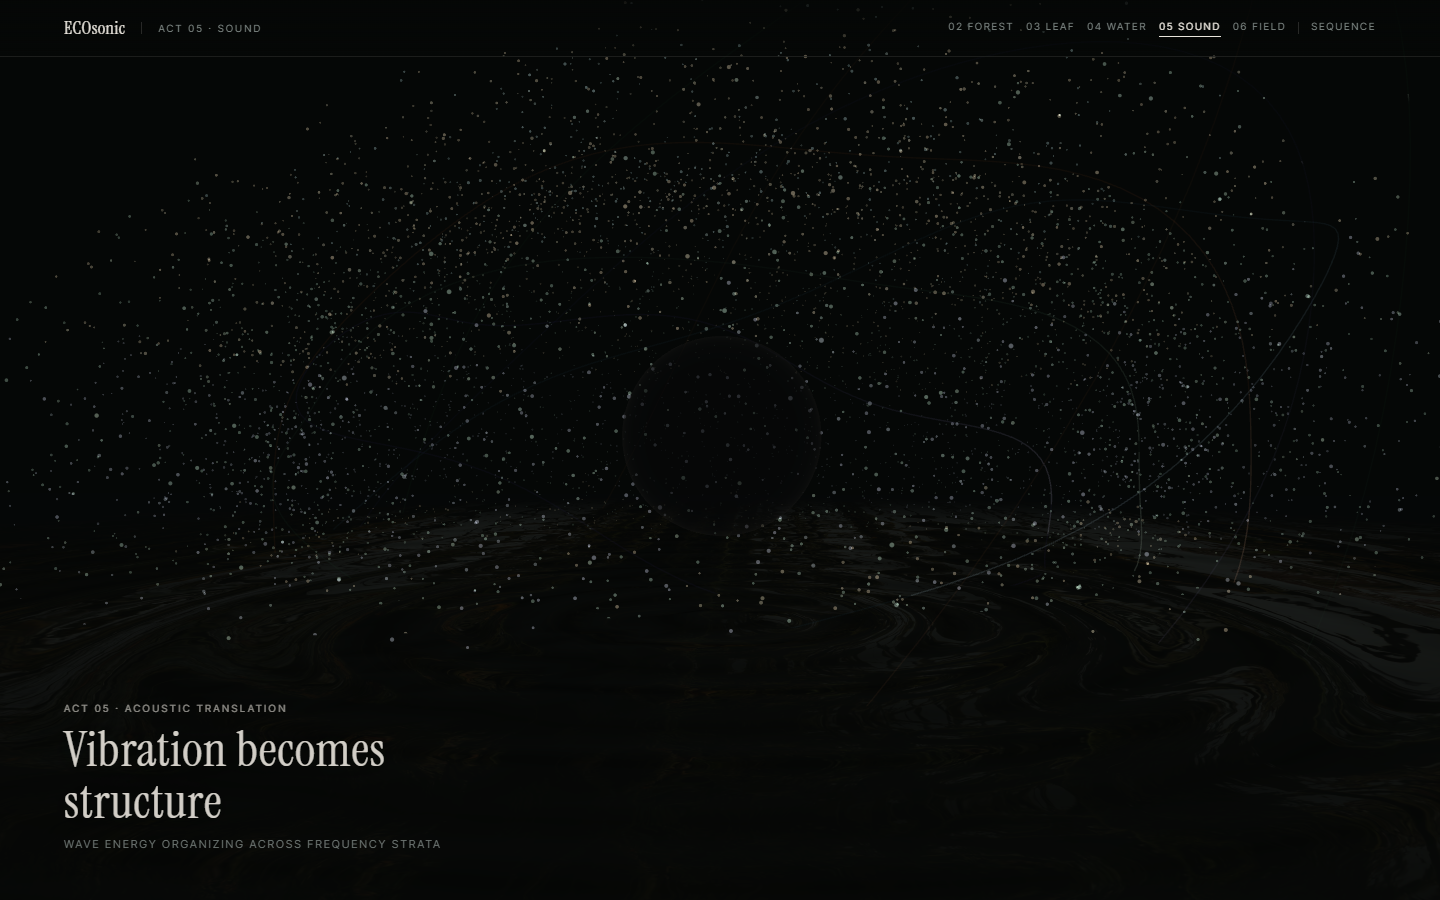 ECOsonic
ACT 05 · SOUND
02 FOREST
03 LEAF
04 WATER
05 SOUND
06 FIELD
SEQUENCE
ACT 05 · ACOUSTIC TRANSLATION
Vibration becomes
structure
WAVE ENERGY ORGANIZING ACROSS FREQUENCY STRATA